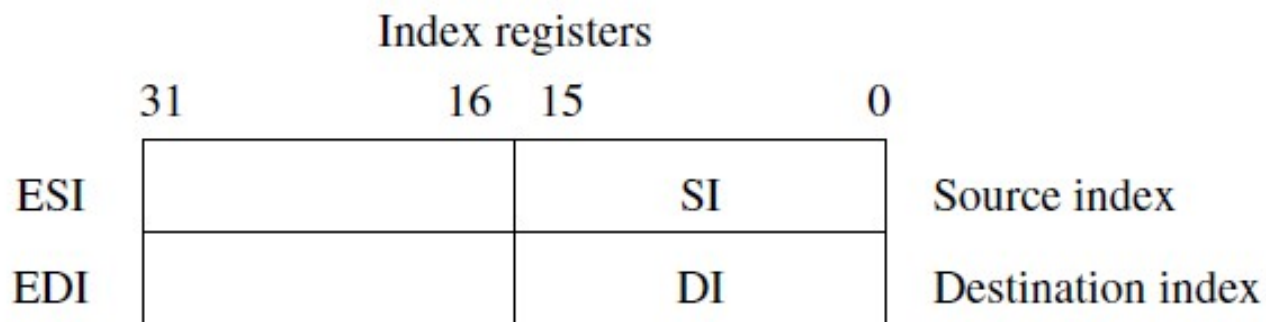 Index registers
31 16 15 0
ESI SI Source index
EDI DI Destination index